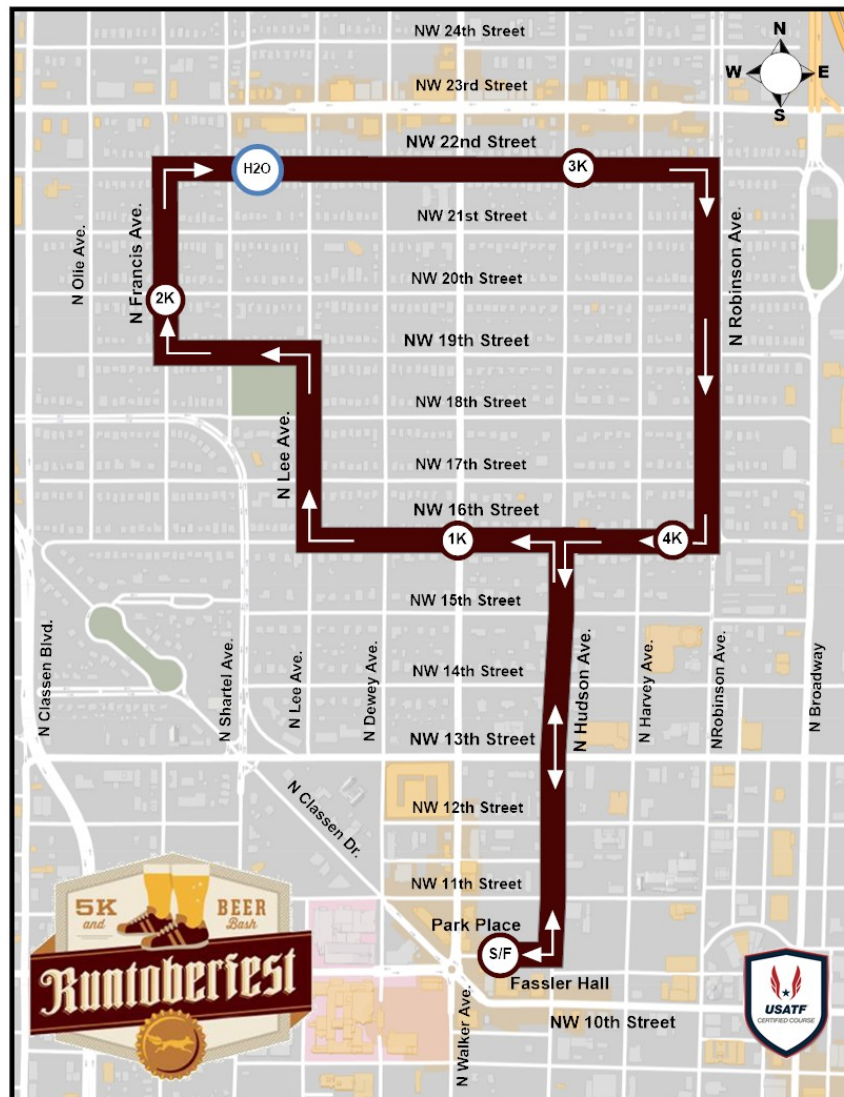 NW 24th Street
N
NW 23rd Street
W
E
S
NW 22nd Street
H2O
3K
NW 21st Street
N Olie Ave.
N Francis Ave.
NW 20th Street
N Robinson Ave.
2K
NW 19th Street
NW 18th Street
N Lee Ave.
NW 17th Street
NW 16th Street
1K
4K
NW 15th Street
N Classen Blvd.
N Shartel Ave.
N Lee Ave.
N Dewey Ave.
NW 14th Street
N Hudson Ave.
N Harvey Ave.
NRobinson Ave.
N Broadway
NW 13th Street
N Classen Dr.
NW 12th Street
NW 11th Street
Park Place
S/F
Fassler Hall
N Walker Ave.
NW 10th Street
5K
and
BEER
Bash
Runtoberfest
USATF
CERTIFIED COURSE